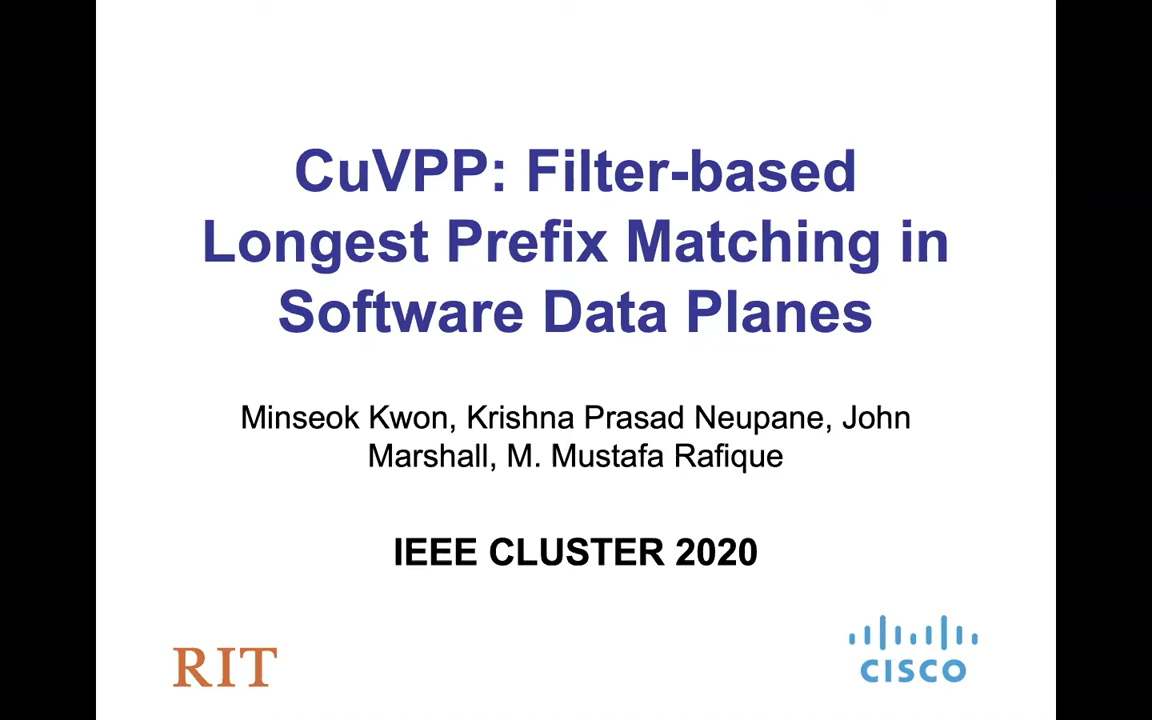 CuVPP: Filter-based
Longest Prefix Matching in
Software Data Planes
Minseok Kwon, Krishna Prasad Neupane, John
Marshall, M. Mustafa Rafique
IEEE CLUSTER 2020
RIT
CISCO